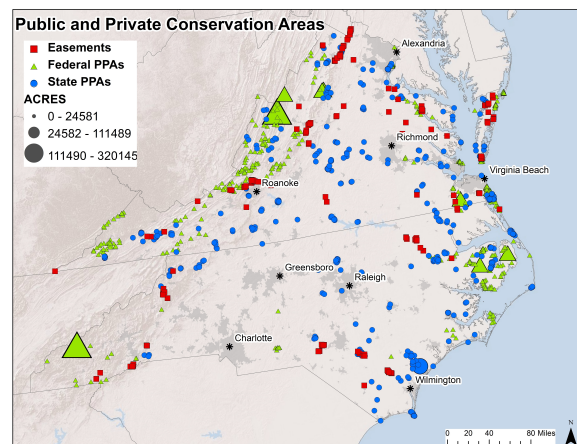 Public and Private Conservation Areas
Easements
Federal PPAs
State PPAs
ACRES
0 - 24581
24582 - 111489
111490 - 320145
Alexandria
Richmond
Virginia Beach
Roanoke
Greensboro
Raleigh
Charlotte
Wilmington
0 20 40 80 Miles
N